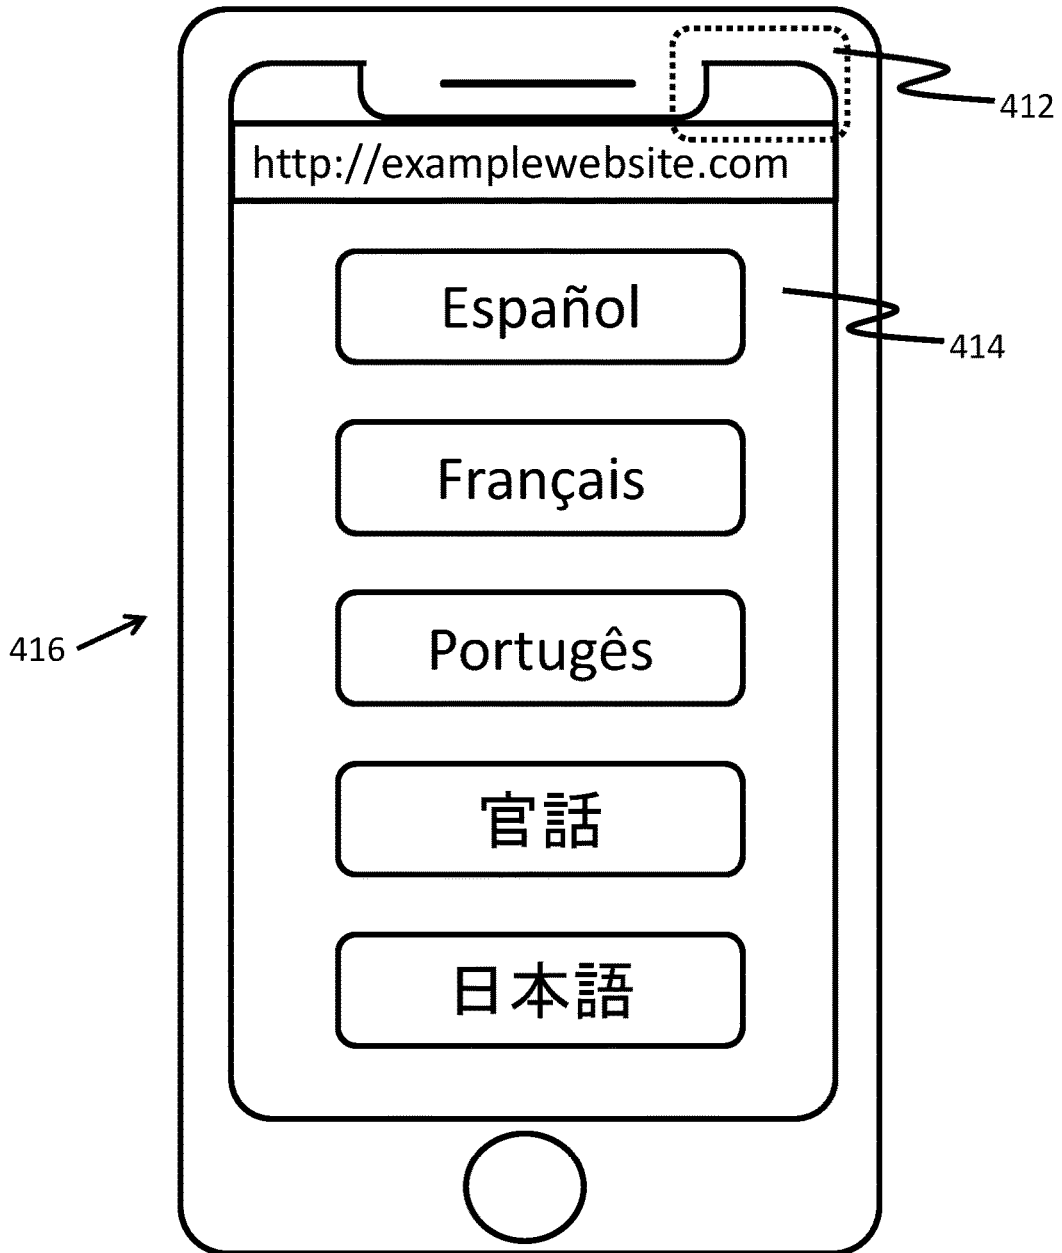 412
http://examplewebsite.com
Español
414
Français
416
Portugês
官話
日本語